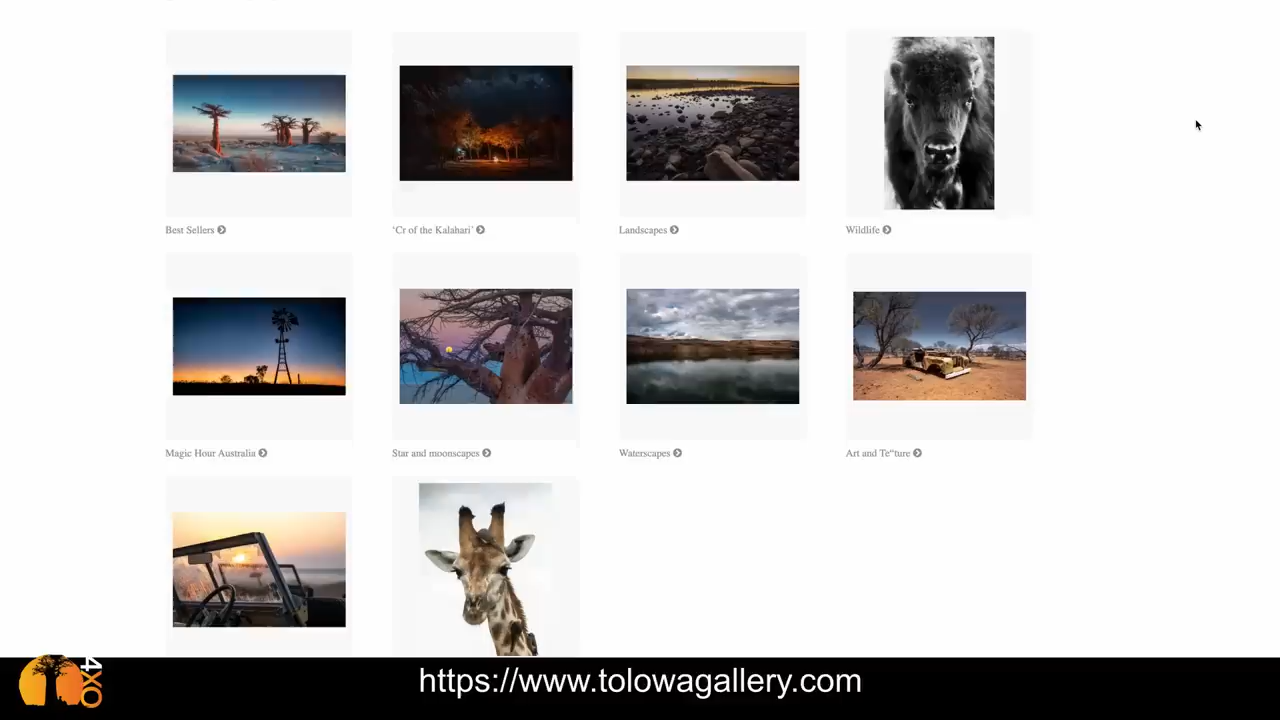 Best Sellers
‘Cr of the Kalahari’
Landscapes
Wildlife
Magic Hour Australia
Star and moonscapes
Waterscapes
Art and Te“ture
4XO
https://www.tolowagallery.com